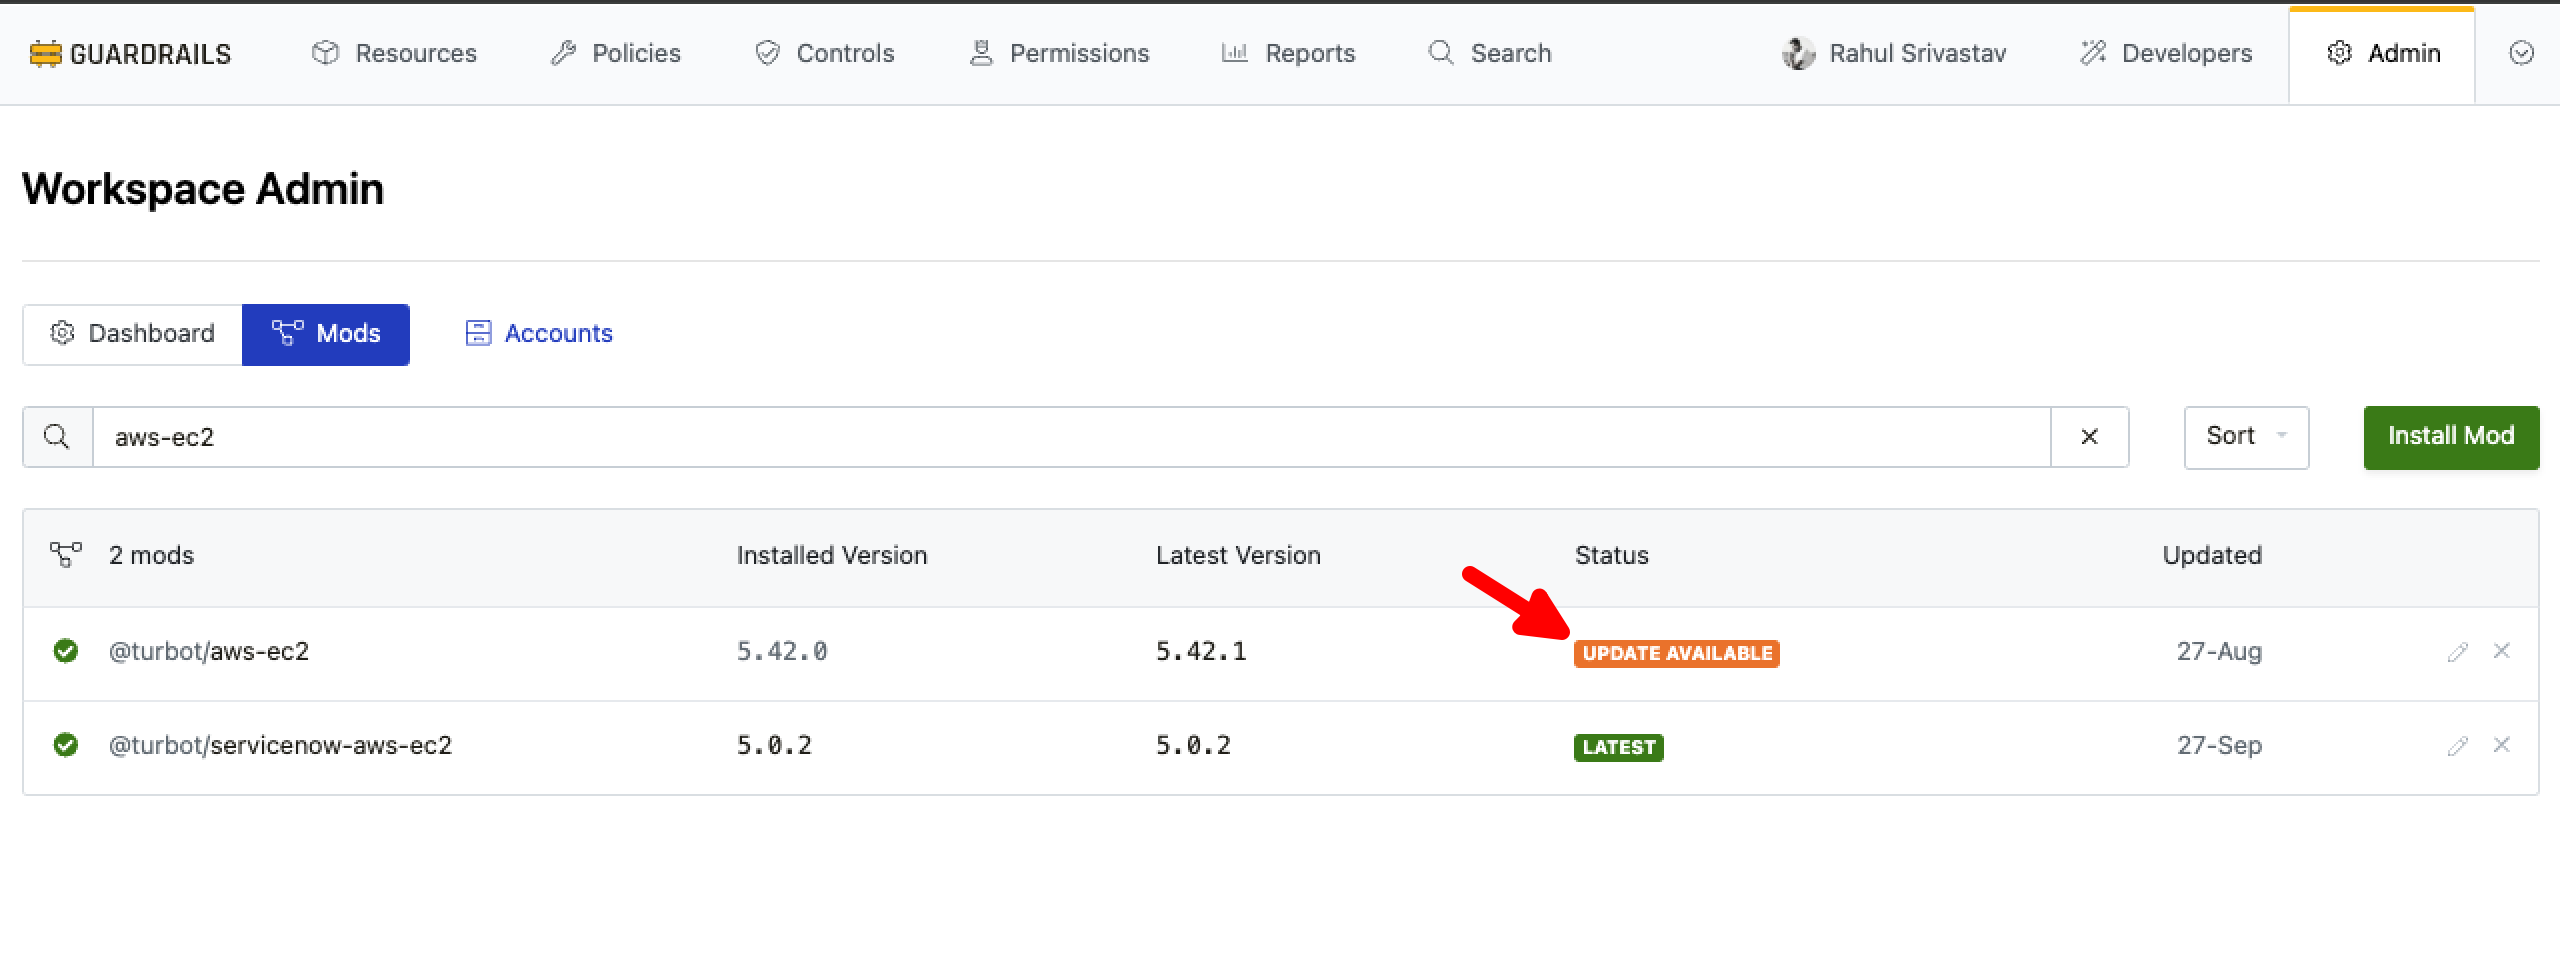 GUARDRAILS Resources Policies Controls Permissions Reports Search Rahul Srivastav Developers Admin
Workspace Admin
Dashboard Mods Accounts
aws-ec2 Sort Install Mod
2 mods Installed Version Latest Version Status Updated
@turbot/aws-ec2 5.42.0 5.42.1 UPDATE AVAILABLE 27-Aug
@turbot/servicenow-aws-ec2 5.0.2 5.0.2 LATEST 27-Sep